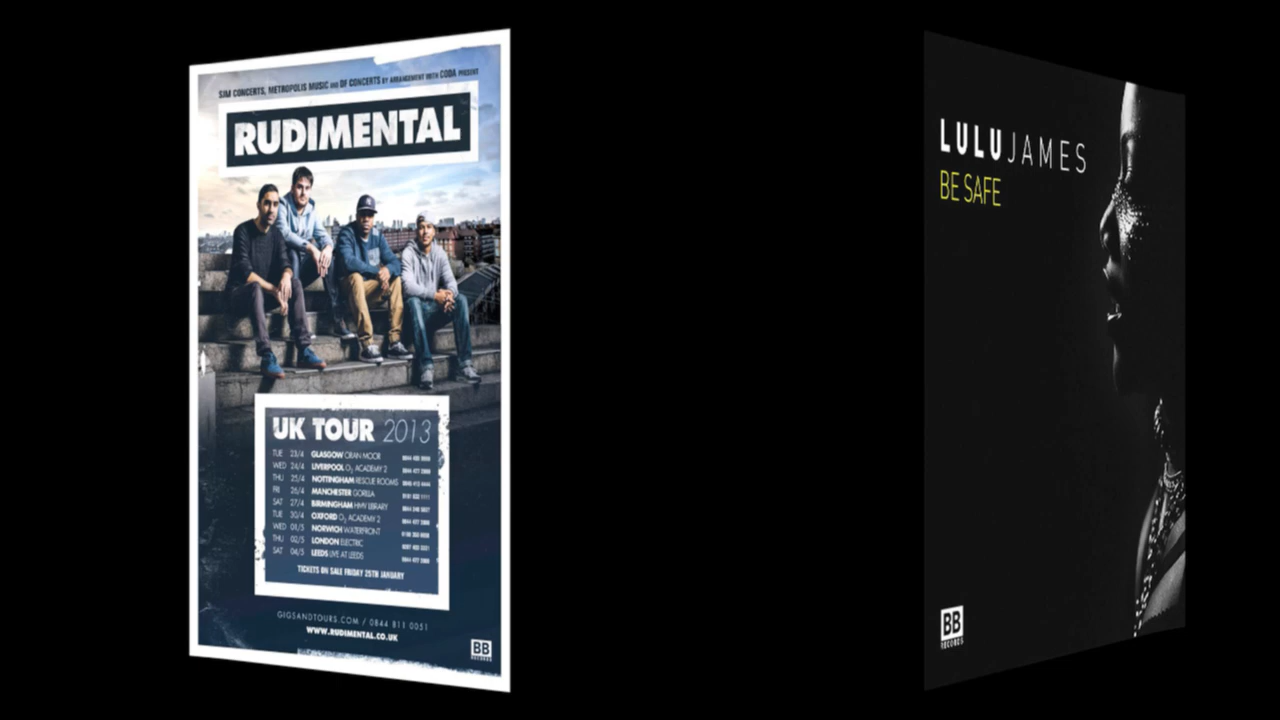 SJM CONCERTS, METROPOLIS MUSIC AND DF CONCERTS BY ARRANGEMENT WITH CODA PRESENT
RUDIMENTAL
UK TOUR 2013
TUE 23/4 GLASGOW ORAN MOOR
WED 24/4 LIVERPOOL O2 ACADEMY 2
THU 25/4 NOTTINGHAM RESCUE ROOMS
FRI 26/4 MANCHESTER GORILLA
SAT 27/4 BIRMINGHAM HMV LIBRARY
TUE 30/4 OXFORD O2 ACADEMY 2
WED 01/5 NORWICH WATERFRONT
THU 02/5 LONDON ELECTRIC
SAT 04/5 LEEDS LIVE AT LEEDS
TICKETS ON SALE FRIDAY 25TH JANUARY
GIGSANDTOURS.COM / 0844 811 0051
WWW.RUDIMENTAL.CO.UK
BB
RECORDS
LULUJAMES
BE SAFE
BB
RECORDS